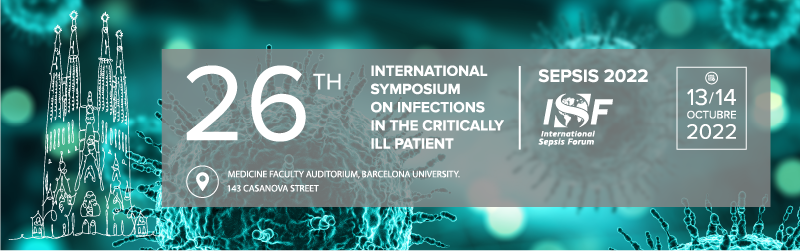 26TH
INTERNATIONAL
SYMPOSIUM
ON INFECTIONS
IN THE CRITICALLY
ILL PATIENT
SEPSIS 2022
ISF
International
Sepsis Forum
13/14
OCTUBRE
2022
MEDICINE FACULTY AUDITORIUM, BARCELONA UNIVERSITY.
143 CASANOVA STREET